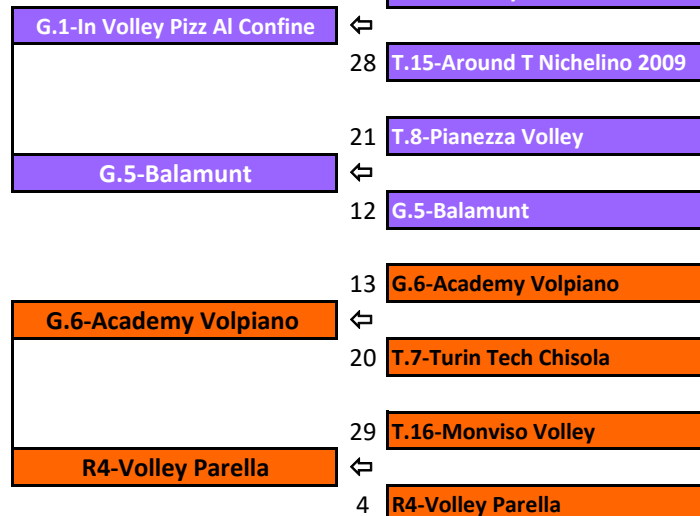 G.1-In Volley Pizz Al Confine ⇦
28 T.15-Around T Nichelino 2009
21 T.8-Pianezza Volley
G.5-Balamunt ⇦
12 G.5-Balamunt
13 G.6-Academy Volpiano
G.6-Academy Volpiano ⇦
20 T.7-Turin Tech Chisola
29 T.16-Monviso Volley
R4-Volley Parella ⇦
4 R4-Volley Parella